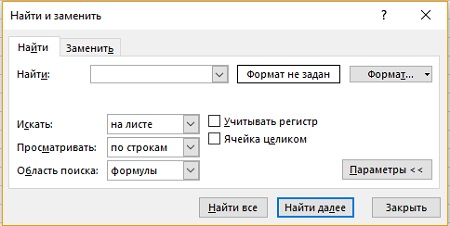 Найти и заменить
Найти Заменить
Найти: Формат не задан Формат...
Искать: на листе Учитывать регистр
Просматривать: по строкам Ячейка целиком
Область поиска: формулы Параметры <<
Найти все Найти далее Закрыть